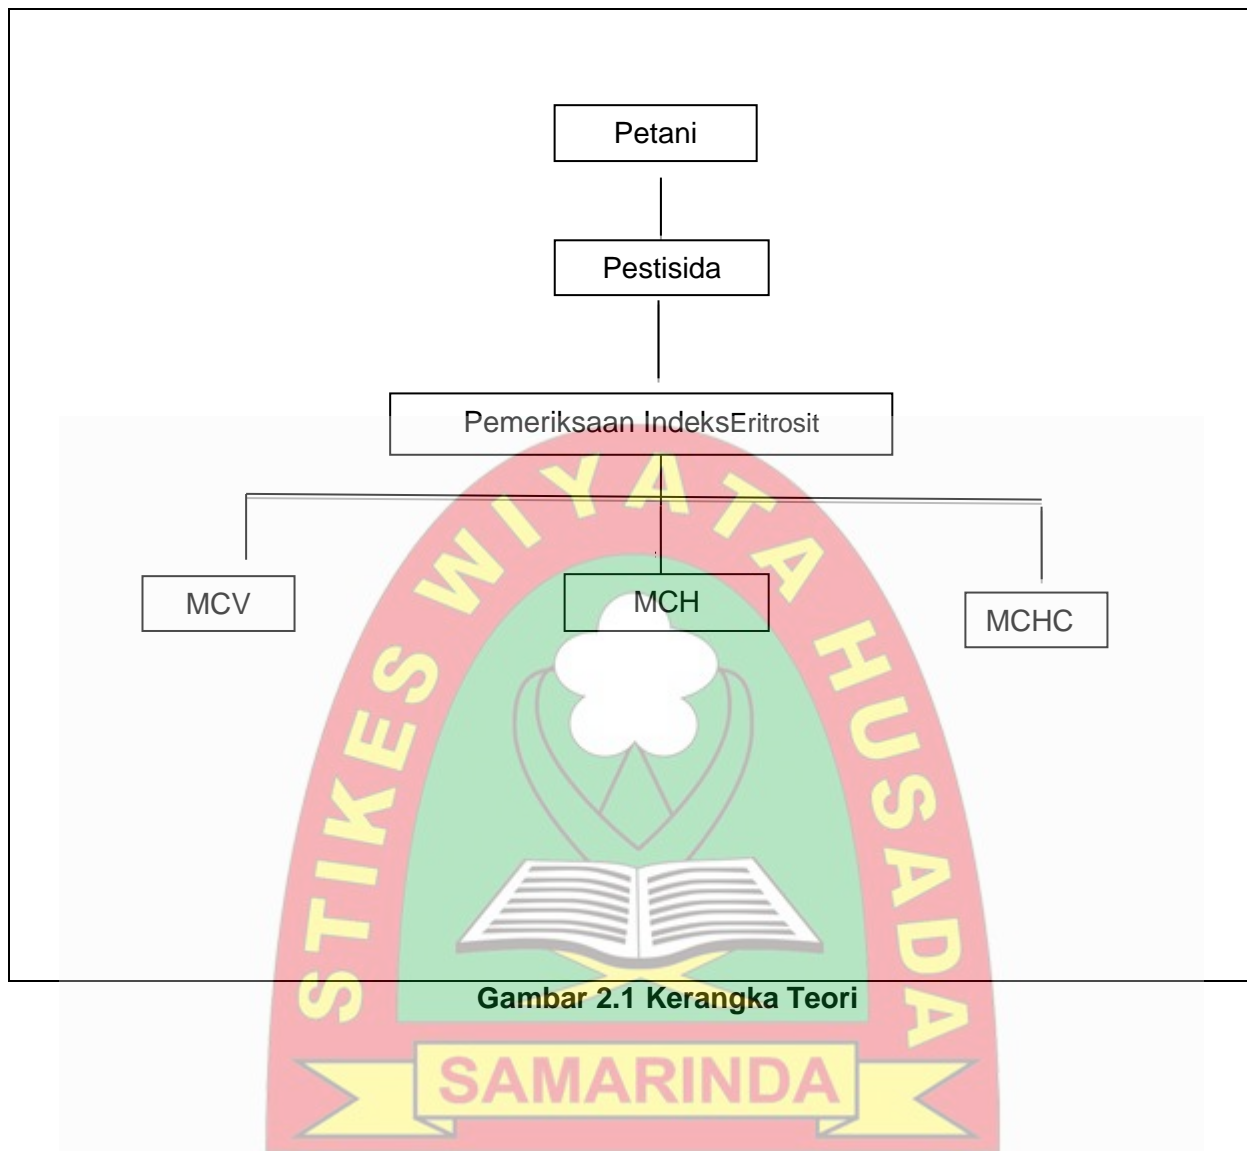 Petani
Pestisida
Pemeriksaan IndeksEritrosit
MCV
MCH
MCHC
STIKES WIYATA HUSADA
Gambar 2.1 Kerangka Teori
SAMARINDA